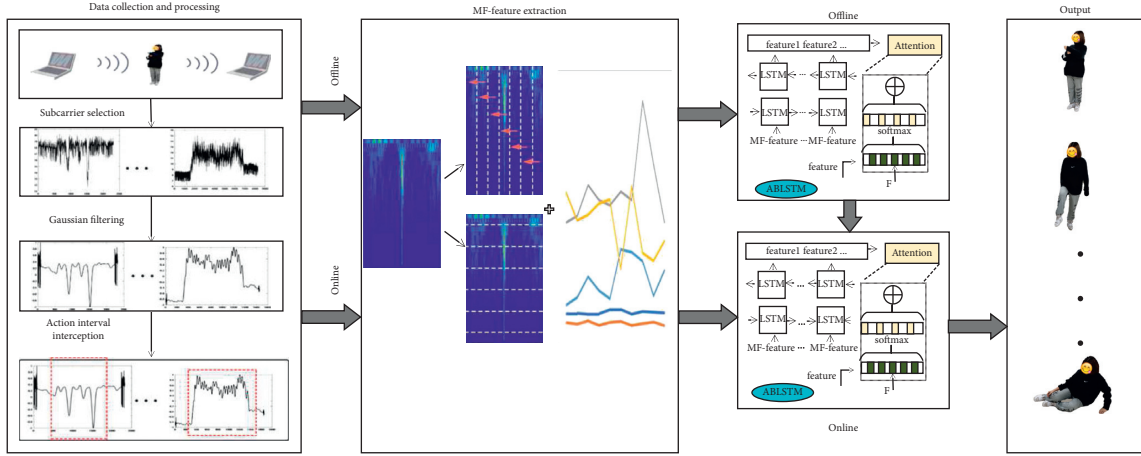 Data collection and processing
Subcarrier selection
Gaussian filtering
Action interval
interception
Offline
Online
MF-feature extraction
Offline
feature1 feature2 ...
Attention
LSTM
...
LSTM
LSTM
...
LSTM
MF-feature ... MF-feature
softmax
feature
F
ABLSTM
feature1 feature2 ...
Attention
LSTM
...
LSTM
LSTM
...
LSTM
MF-feature ... MF-feature
softmax
feature
F
ABLSTM
Online
Output